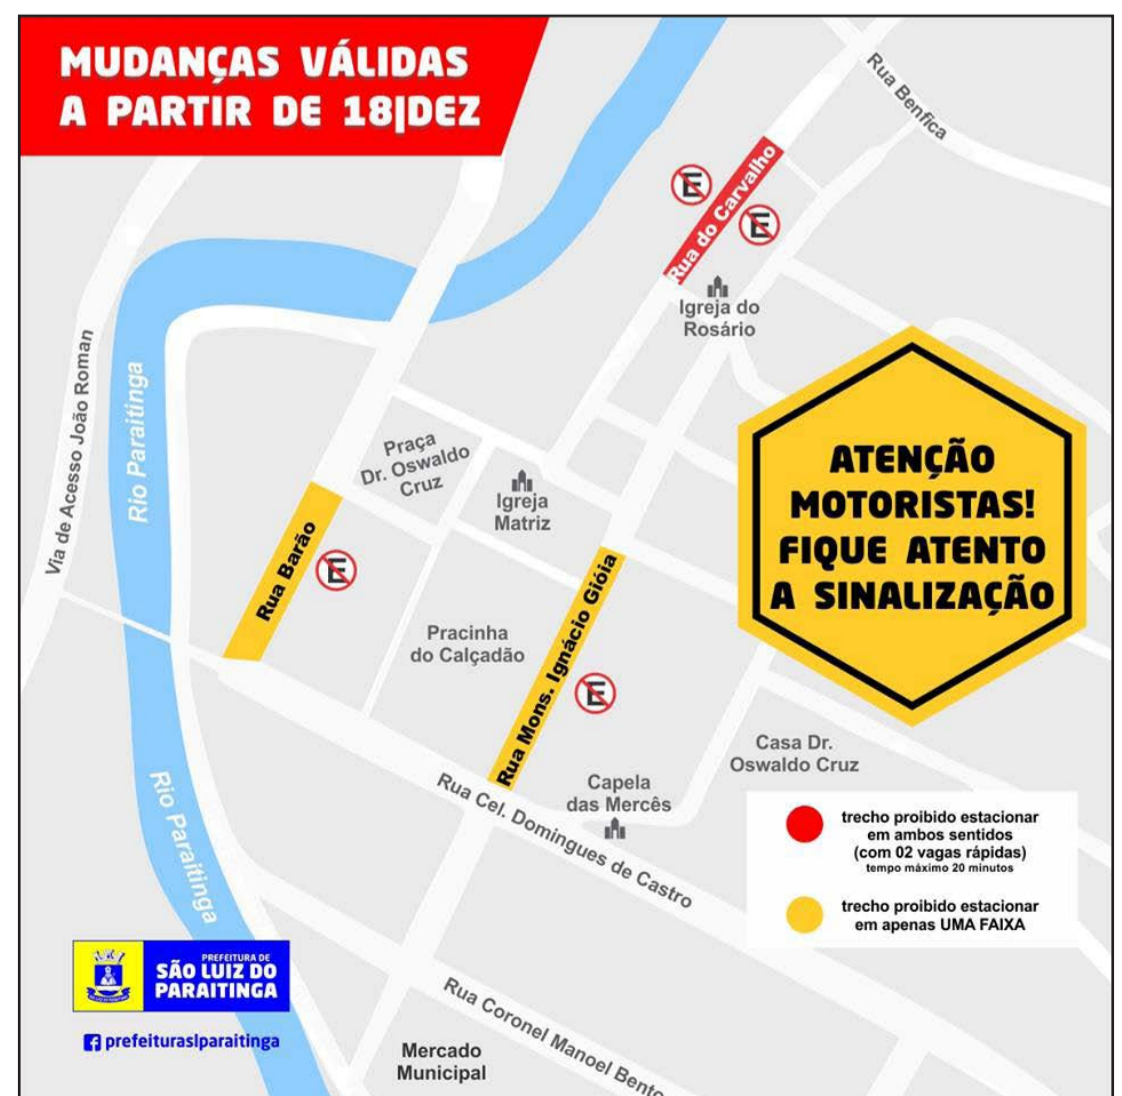 MUDANÇAS VÁLIDAS
A PARTIR DE 18|DEZ
Rua Benfica
Rua do Carvalho
E
E
Igreja do
Rosário
Via de Acesso João Roman
Rio Paraitinga
Praça
Dr. Oswaldo
Cruz
Igreja
Matriz
ATENÇÃO
MOTORISTAS!
FIQUE ATENTO
A SINALIZAÇÃO
Rua Barão
E
Rua Mons. Ignácio Gióia
E
Pracinha
do Calçadão
Casa Dr.
Oswaldo Cruz
Capela
das Mercês
Rua Cel. Domingues de Castro
Rio Paraitinga
trecho proibido estacionar
em ambos sentidos
(com 02 vagas rápidas)
tempo máximo 20 minutos
trecho proibido estacionar
em apenas UMA FAIXA
PREFEITURA DE
SÃO LUIZ DO
PARAITINGA
prefeituraslparaitinga
Rua Coronel Manoel Bento
Mercado
Municipal